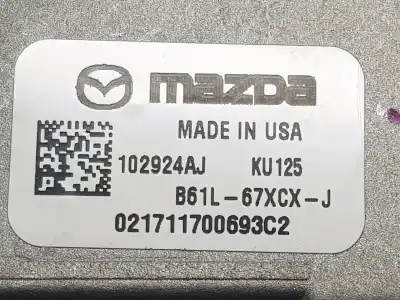 mazda
MADE IN USA
102924AJ KU125
B61L-67XCX-J
021711700693C2